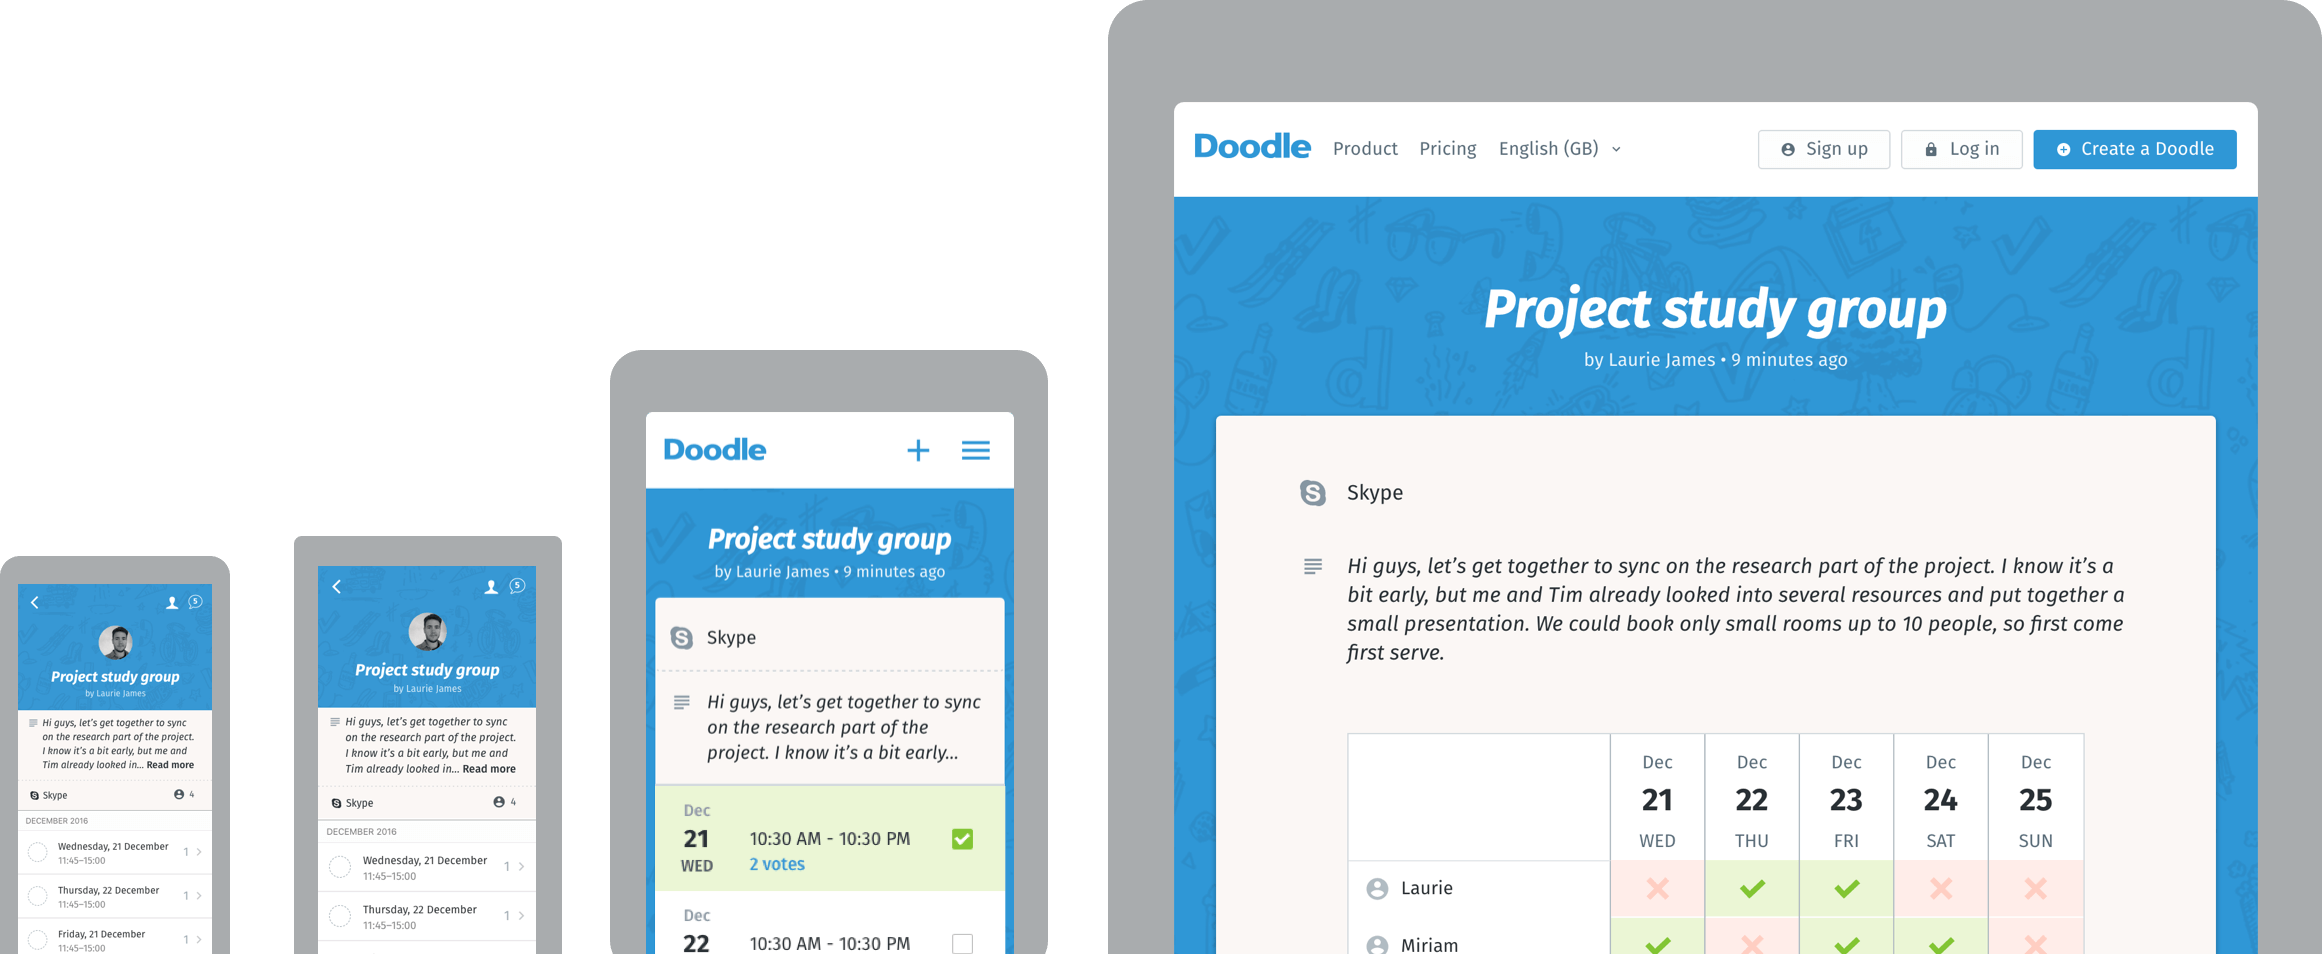 5
Project study group
by Laurie James
Hi guys, let's get together to sync
on the research part of the project.
I know it's a bit early, but me and
Tim already looked in... Read more
Skype
4
DECEMBER 2016
Wednesday, 21 December
11:45–15:00
1
Thursday, 22 December
11:45–15:00
1
Friday, 21 December
11:45–15:00
1
5
Project study group
by Laurie James
Hi guys, let's get together to sync
on the research part of the project.
I know it's a bit early, but me and
Tim already looked in... Read more
Skype
4
DECEMBER 2016
Wednesday, 21 December
11:45–15:00
1
Thursday, 22 December
11:45–15:00
1
Doodle
Project study group
by Laurie James • 9 minutes ago
Skype
Hi guys, let's get together to sync
on the research part of the
project. I know it's a bit early...
Dec
21
WED
10:30 AM - 10:30 PM
2 votes
Dec
22
10:30 AM - 10:30 PM
Doodle Product Pricing English (GB) Sign up Log in Create a Doodle
Project study group
by Laurie James • 9 minutes ago
Skype
Hi guys, let's get together to sync on the research part of the project. I know it's a
bit early, but me and Tim already looked into several resources and put together a
small presentation. We could book only small rooms up to 10 people, so first come
first serve.
Dec Dec Dec Dec Dec
21 22 23 24 25
WED THU FRI SAT SUN
Laurie
Miriam